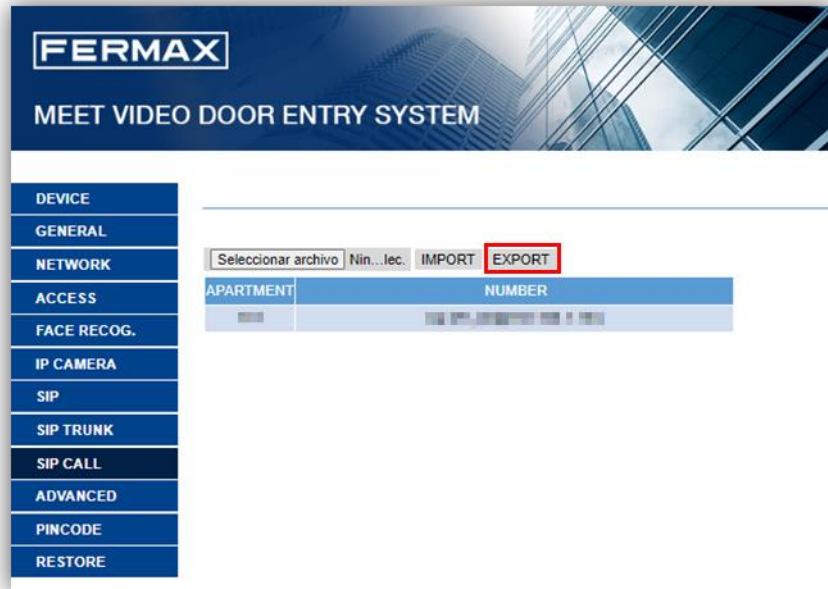 FERMAX
MEET VIDEO DOOR ENTRY SYSTEM
DEVICE
GENERAL
NETWORK
ACCESS
FACE RECOG.
IP CAMERA
SIP
SIP TRUNK
SIP CALL
ADVANCED
PINCODE
RESTORE
Seleccionar archivo Nin...lec. IMPORT EXPORT
APARTMENT NUMBER